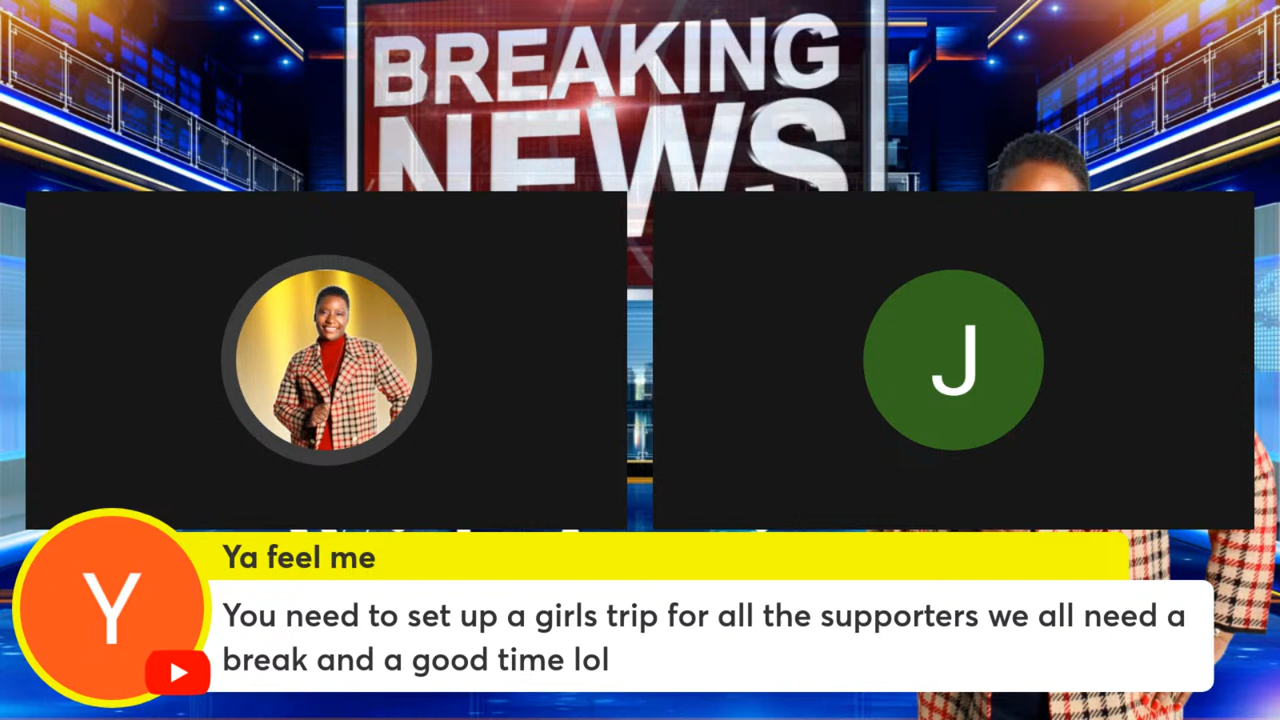 BREAKING
NEWS
J
Y
Ya feel me
You need to set up a girls trip for all the supporters we all need a
break and a good time lol